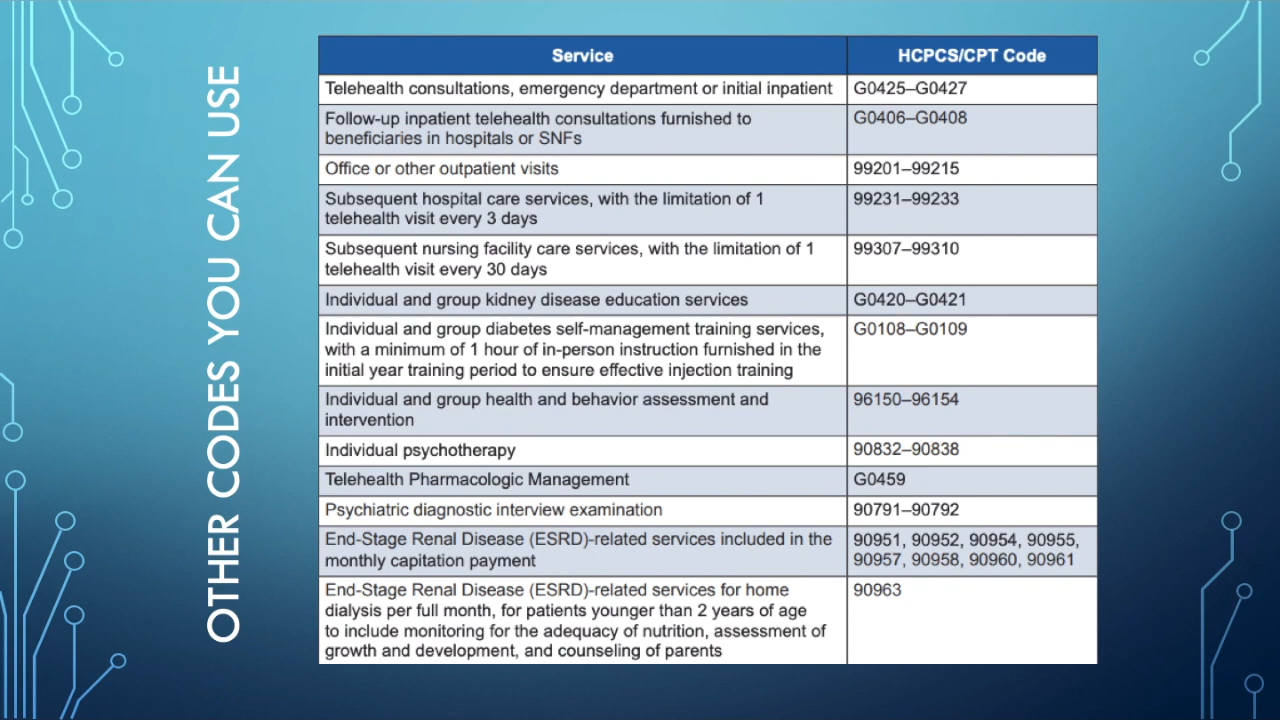 OTHER CODES YOU CAN USE
Service HCPCS/CPT Code
Telehealth consultations, emergency department or initial inpatient G0425–G0427
Follow-up inpatient telehealth consultations furnished to G0406–G0408
beneficiaries in hospitals or SNFs
Office or other outpatient visits 99201–99215
Subsequent hospital care services, with the limitation of 1 99231–99233
telehealth visit every 3 days
Subsequent nursing facility care services, with the limitation of 1 99307–99310
telehealth visit every 30 days
Individual and group kidney disease education services G0420–G0421
Individual and group diabetes self-management training services, G0108–G0109
with a minimum of 1 hour of in-person instruction furnished in the
initial year training period to ensure effective injection training
Individual and group health and behavior assessment and 96150–96154
intervention
Individual psychotherapy 90832–90838
Telehealth Pharmacologic Management G0459
Psychiatric diagnostic interview examination 90791–90792
End-Stage Renal Disease (ESRD)-related services included in the 90951, 90952, 90954, 90955,
monthly capitation payment 90957, 90958, 90960, 90961
End-Stage Renal Disease (ESRD)-related services for home 90963
dialysis per full month, for patients younger than 2 years of age
to include monitoring for the adequacy of nutrition, assessment of
growth and development, and counseling of parents